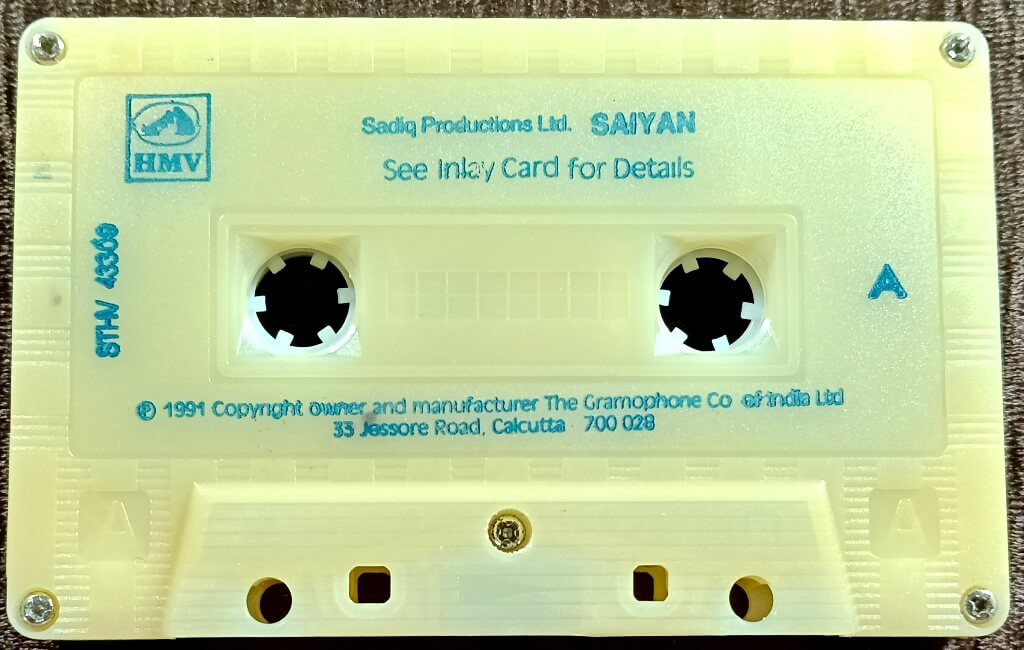 HMV
Sadiq Productions Ltd. SAIYAN
See Inlay Card for Details
STHV 43309
A
℗ 1991 Copyright owner and manufacturer The Gramophone Co of India Ltd
33 Jessore Road, Calcutta 700 028
A A